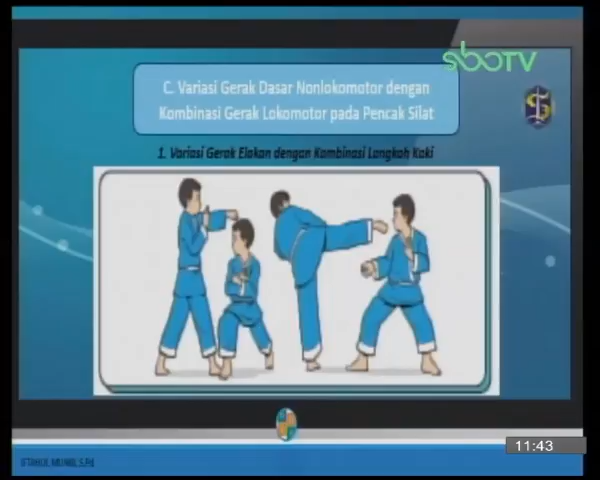 sboTV
C. Variasi Gerak Dasar Nonlokomotor dengan
Kombinasi Gerak Lokomotor pada Pencak Silat
1. Variasi Gerak Elakan dengan Kombinasi Langkah Kaki
11:43
S.Pd